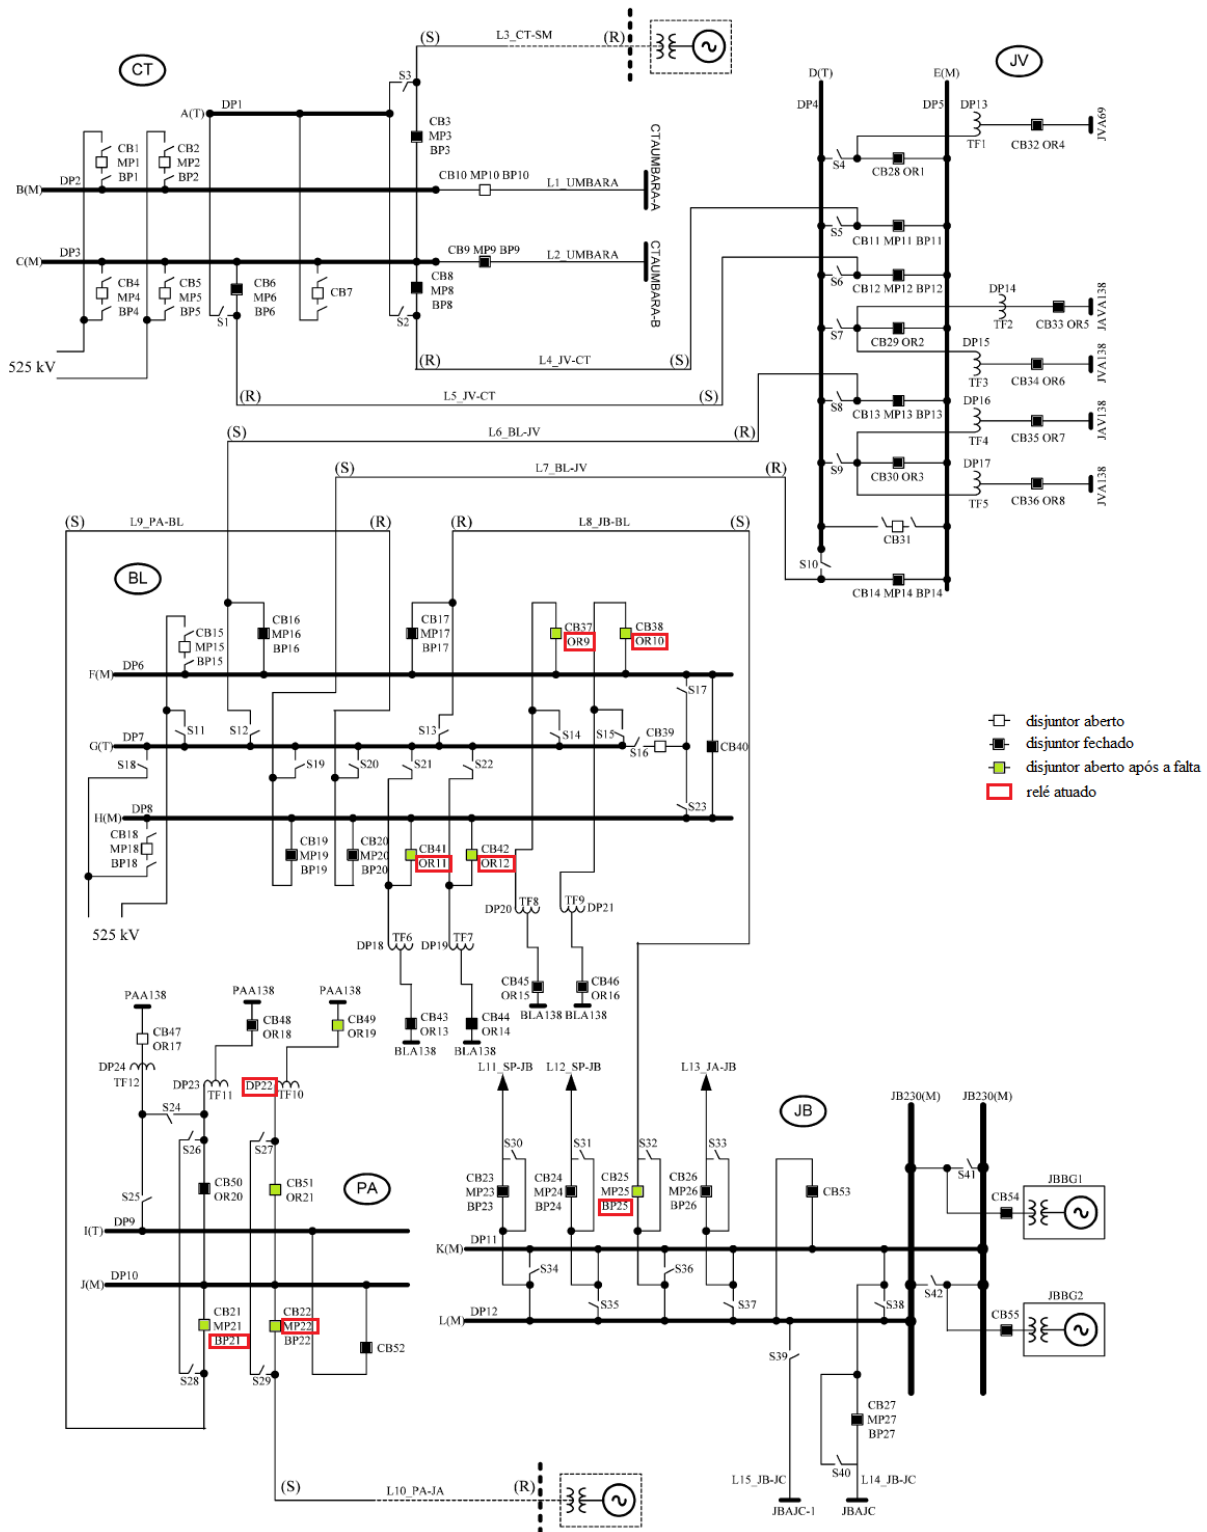 CT
(S)
L3_CT-SM
(R)
S3
A(T)
DP1
CB1
MP1
BP1
CB2
MP2
BP2
CB3
MP3
BP3
B(M)
DP2
CB10 MP10 BP10
L1_UMBARA
CTAUMBARA-A
C(M)
DP3
CB9 MP9 BP9
L2_UMBARA
CTAUMBARA-B
CB4
MP4
BP4
CB5
MP5
BP5
CB6
MP6
BP6
CB7
CB8
MP8
BP8
S1
S2
525 kV
(R)
L4_JV-CT
(S)
(R)
L5_JV-CT
(S)
JV
D(T)
E(M)
DP4
DP5
DP13
TF1
CB32 OR4
JVA69
S4
CB28 OR1
S5
CB11 MP11 BP11
S6
CB12 MP12 BP12
DP14
TF2
CB33 OR5
JVA138
S7
CB29 OR2
DP15
TF3
CB34 OR6
JVA138
S8
CB13 MP13 BP13
DP16
TF4
CB35 OR7
JVA138
S9
CB30 OR3
DP17
TF5
CB36 OR8
JVA138
CB31
S10
CB14 MP14 BP14
(S)
L6_BL-JV
(R)
(S)
L7_BL-JV
(R)
(S)
L9_PA-BL
(R)
(R)
L8_JB-BL
(S)
BL
CB15
MP15
BP15
CB16
MP16
BP16
CB17
MP17
BP17
CB37
OR9
CB38
OR10
F(M)
DP6
S17
S11
S12
S13
S14
S15
S16
CB39
CB40
G(T)
DP7
S18
S19
S20
S21
S22
S23
H(M)
DP8
CB18
MP18
BP18
CB19
MP19
BP19
CB20
MP20
BP20
CB41
OR11
CB42
OR12
525 kV
DP18
TF6
DP19
TF7
DP20
TF8
TF9
DP21
CB43
OR13
CB44
OR14
CB45
OR15
CB46
OR16
BLA138
BLA138
BLA138
BLA138
disjuntor aberto
disjuntor fechado
disjuntor aberto após a falta
relé atuado
PAA138
PAA138
PAA138
CB47
OR17
CB48
OR18
CB49
OR19
DP24
TF12
DP23
TF11
DP22
TF10
S24
S26
S27
S25
CB50
OR20
CB51
OR21
PA
I(T)
DP9
J(M)
DP10
CB21
MP21
BP21
CB22
MP22
BP22
CB52
S28
S29
(S)
L10_PA-JA
(R)
L11_SP-JB
L12_SP-JB
L13_JA-JB
JB
JB230(M)
JB230(M)
S30
S31
S32
S33
CB23
MP23
BP23
CB24
MP24
BP24
CB25
MP25
BP25
CB26
MP26
BP26
CB53
S41
CB54
JBBG1
K(M)
DP11
S34
S35
S36
S37
S38
S42
CB55
JBBG2
L(M)
DP12
S39
CB27
MP27
BP27
S40
L15_JB-JC
L14_JB-JC
JBAJC-1
JBAJC